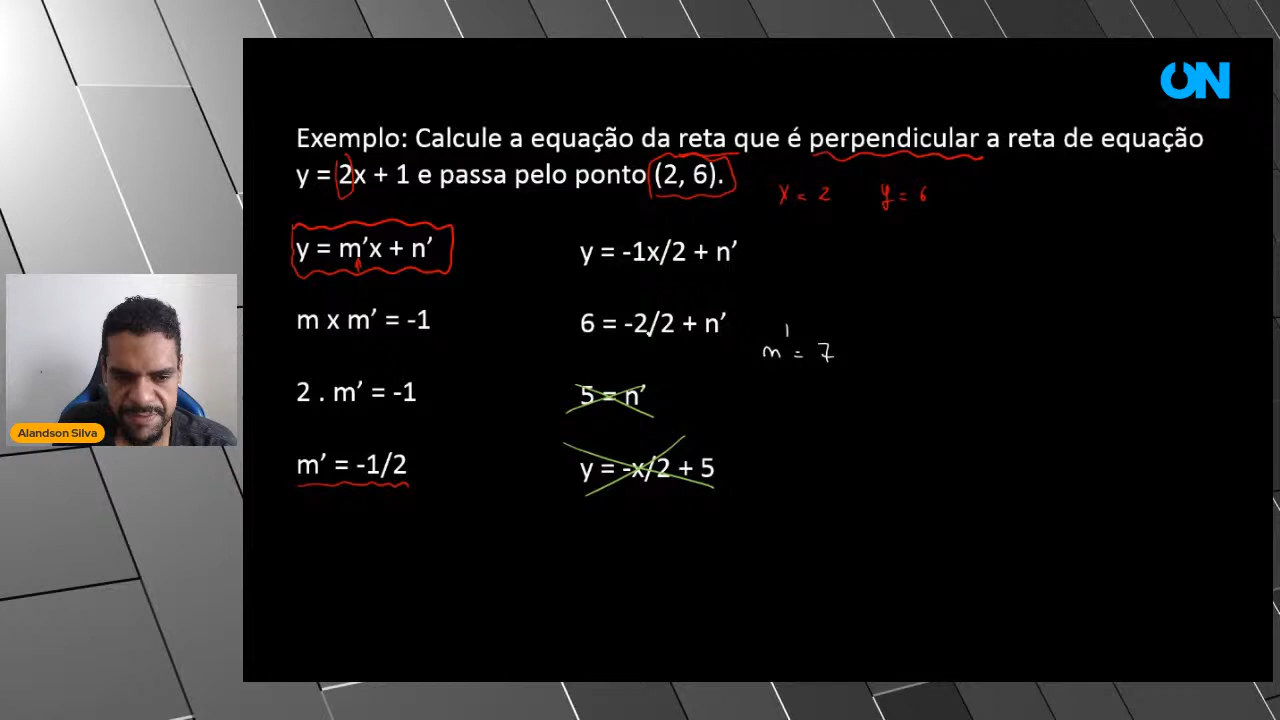 ON
Exemplo: Calcule a equação da reta que é perpendicular a reta de equação
y = 2x + 1 e passa pelo ponto (2, 6).
x = 2 y = 6
y = m’x + n’
m x m’ = -1
2 . m’ = -1
m’ = -1/2
y = -1x/2 + n’
6 = -2/2 + n’
5 = n’
y = -x/2 + 5
n' = 7
Alandson Silva